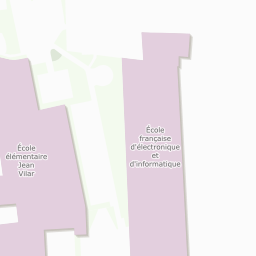 École
française
d'électronique
et
d'informatique
École
élémentaire
Jean
Vilar